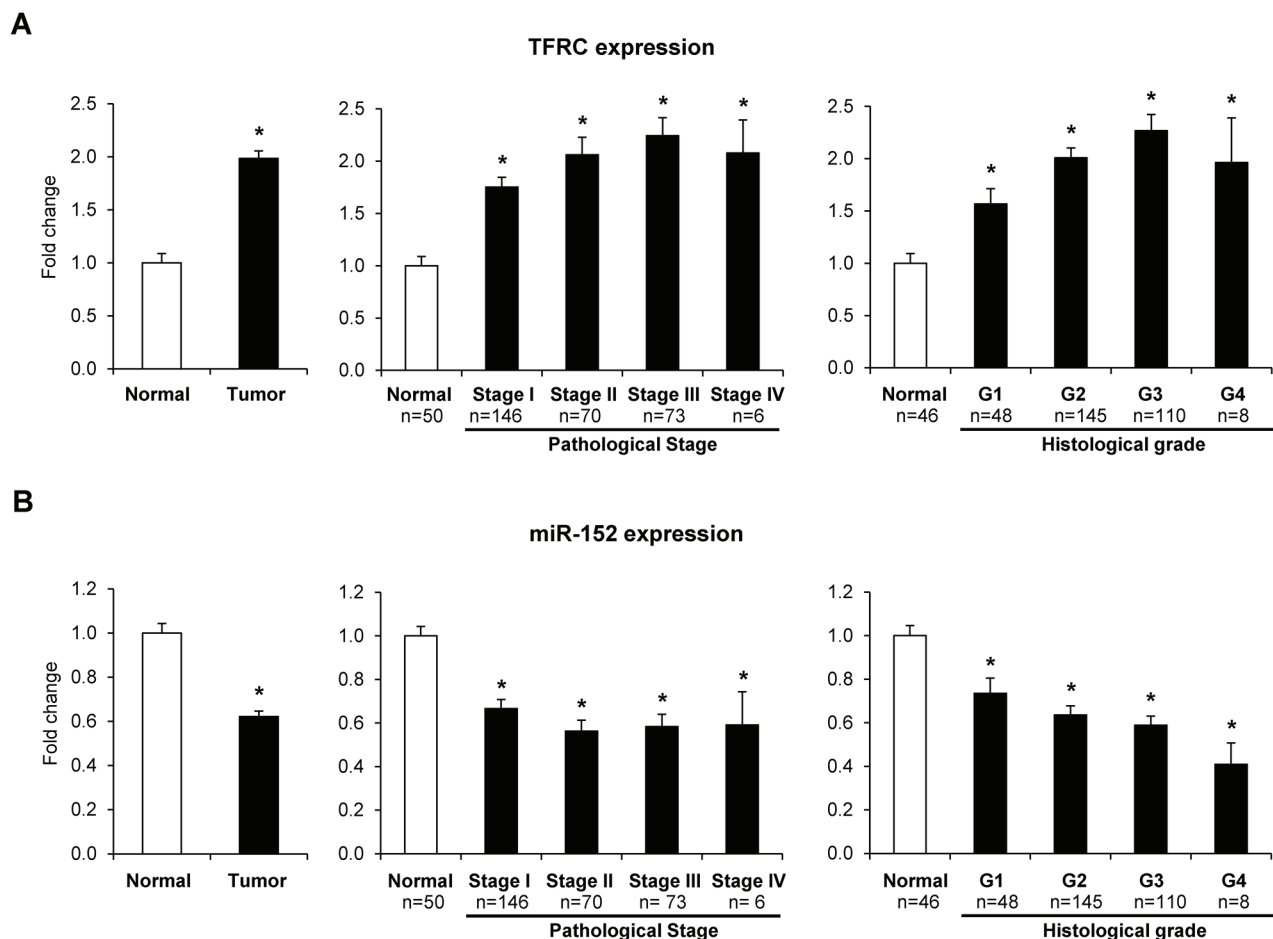 A
TFRC expression
Fold change
2.5
2.0
1.5
1.0
0.5
0.0
Normal Tumor
2.5
2.0
1.5
1.0
0.5
0.0
*
* * * *
Normal Stage I Stage II Stage III Stage IV
n=50 n=146 n=70 n=73 n=6
Pathological Stage
2.5
2.0
1.5
1.0
0.5
0.0
* * * *
Normal G1 G2 G3 G4
n=46 n=48 n=145 n=110 n=8
Histological grade
B
miR-152 expression
Fold change
1.2
1.0
0.8
0.6
0.4
0.2
0.0
*
Normal Tumor
1.2
1.0
0.8
0.6
0.4
0.2
0.0
* * * *
Normal Stage I Stage II Stage III Stage IV
n=50 n=146 n=70 n= 73 n= 6
Pathological Stage
1.2
1.0
0.8
0.6
0.4
0.2
0.0
* * * *
Normal G1 G2 G3 G4
n=46 n=48 n=145 n=110 n=8
Histological grade